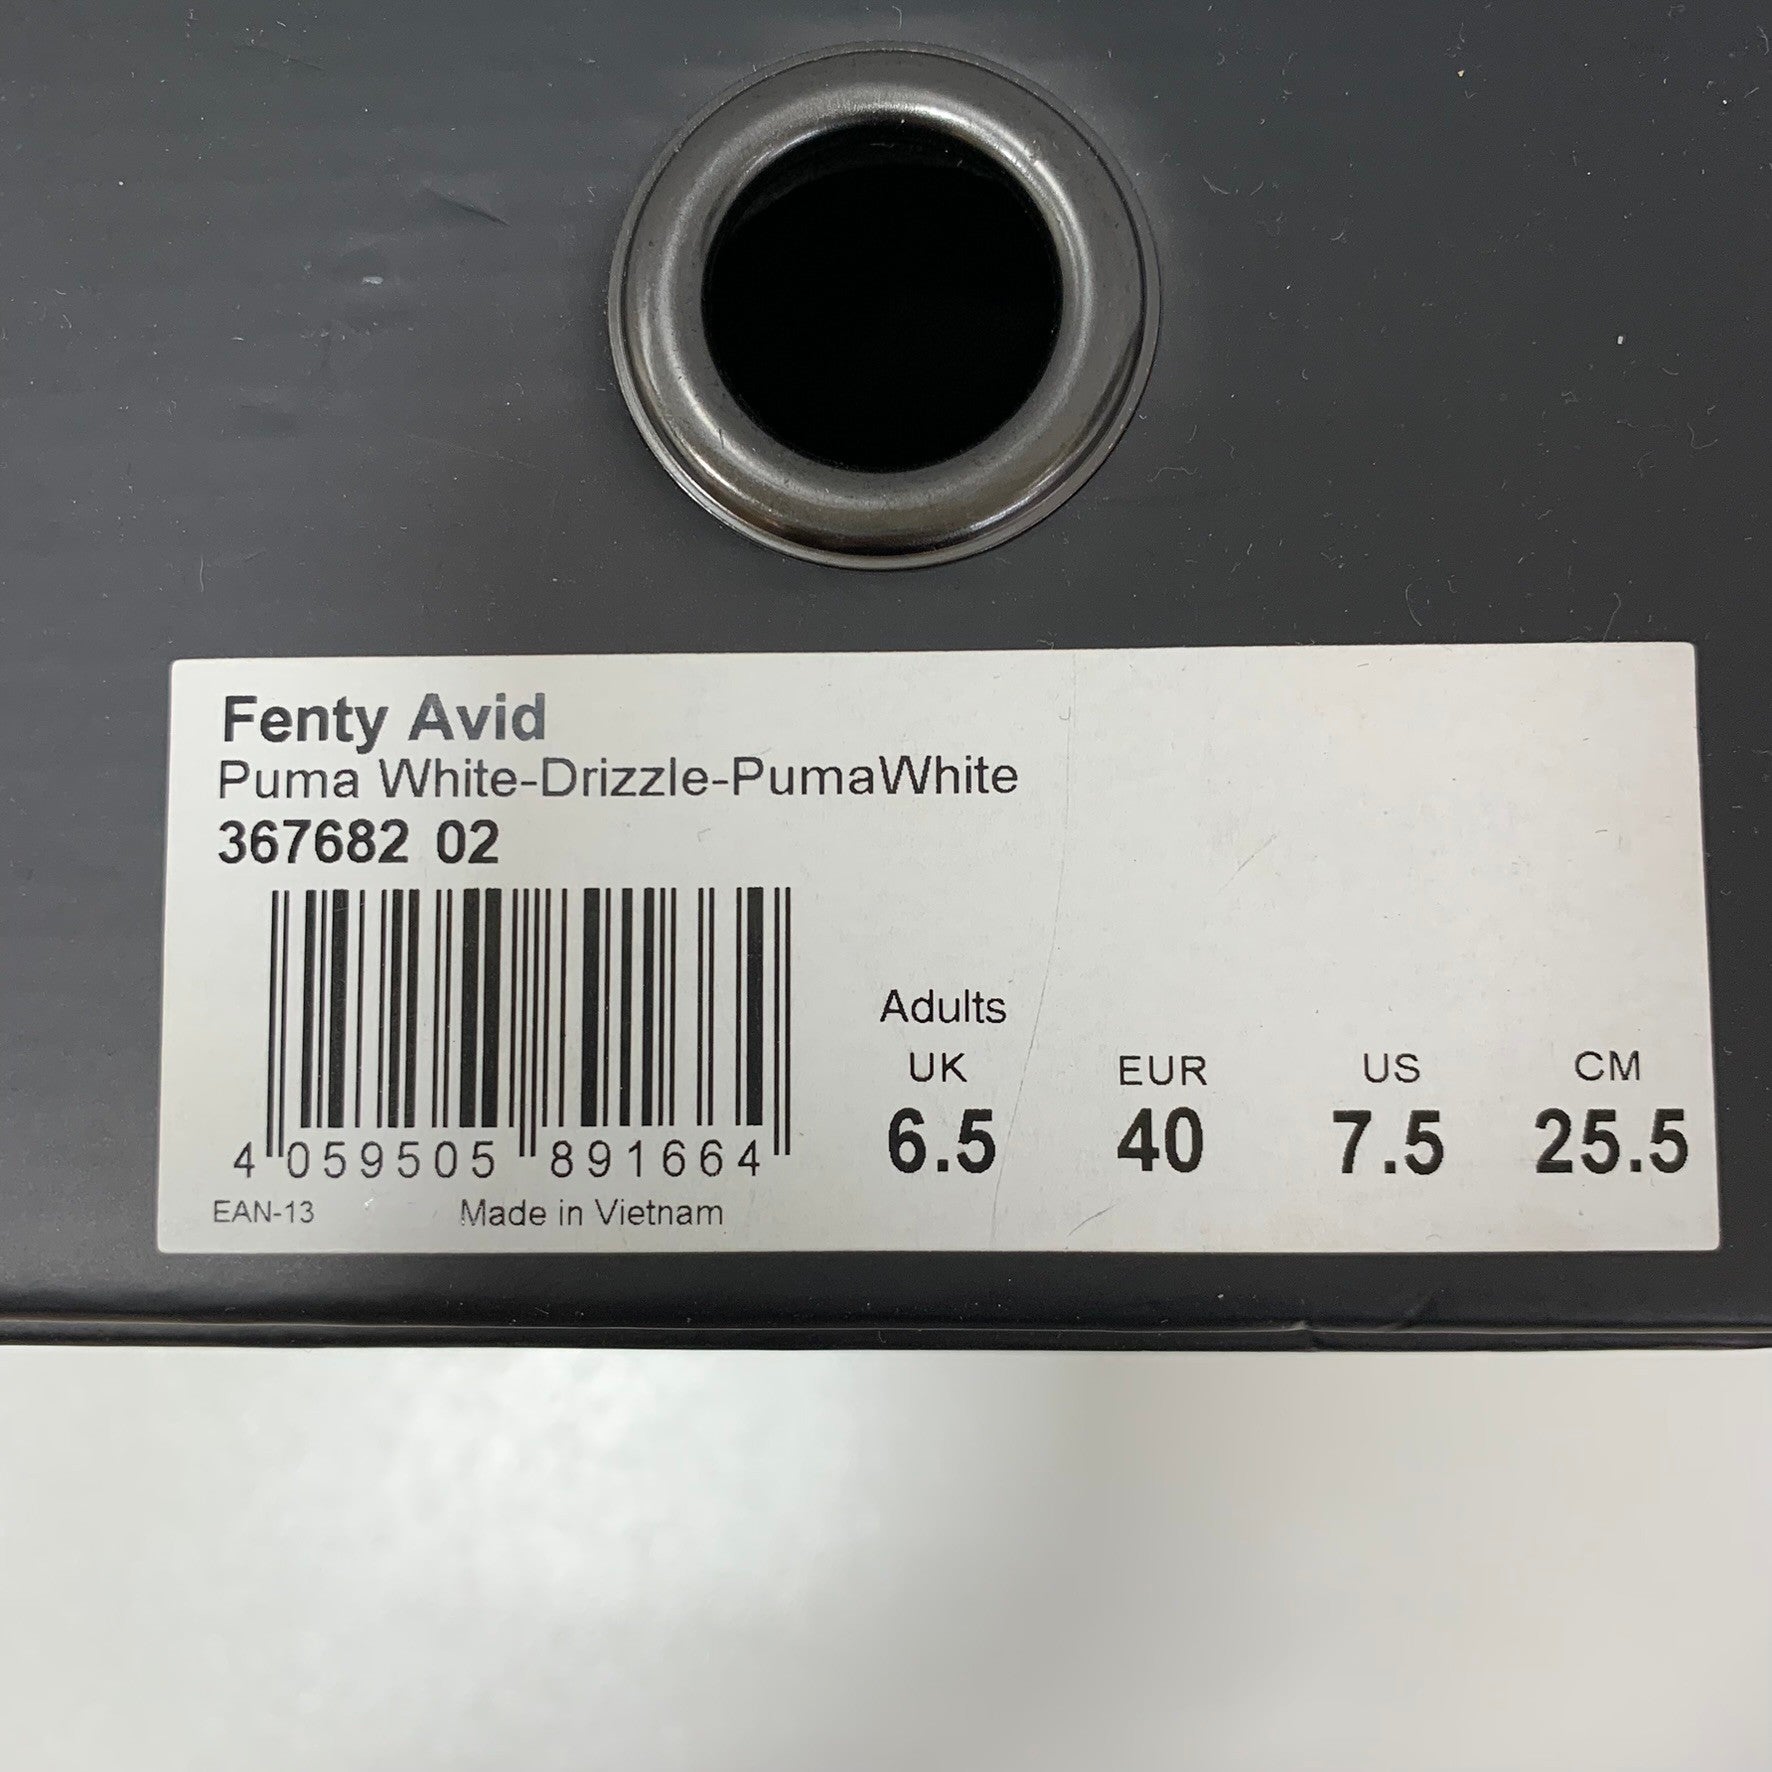 Fenty Avid
Puma White-Drizzle-PumaWhite
367682 02
Adults
UK EUR US CM
6.5 40 7.5 25.5
4 059505 891664
EAN-13 Made in Vietnam